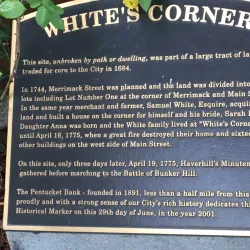 WHITE'S CORNER
This site, unbroken by path or dwelling, was part of a large tract of la
traded for corn to the City in 1684.
In 1744, Merrimack Street was planned and the land was divided into
lots including Lot Number One at the corner of Merrimack and Main
In the same year merchant and farmer, Samuel White, Esquire, acqui
land and built a house on the corner for himself and his bride, Sarah
Daughter Anna was born and the White family lived at "White's Corne
until April 16, 1775, when a great fire destroyed their home and sixte
other buildings on the west side of Main Street.
On this site, only three days later, April 19, 1775, Haverhill's Minutem
gathered before marching to the Battle of Bunker Hill.
The Pentucket Bank - founded in 1891, less than a half mile from this
proudly and with a strong sense of our City's rich history dedicates thi
Historical Marker on this 29th day of June, in the year 2001